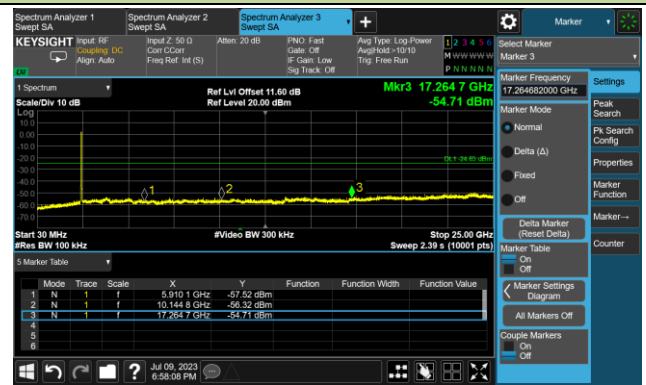 Spectrum Analyzer 1
Swept SA
Spectrum Analyzer 2
Swept SA
Spectrum Analyzer 3
Swept SA
Marker
KEYSIGHT
Input: RF
Coupling: DC
Align: Auto
Input Z: 50 Ω
Corr CCorr
Freq Ref: Int (S)
Atten: 20 dB
PNO: Fast
Gate: Off
IF Gain: Low
Sig Track: Off
Avg Type: Log-Power
Avg|Hold:>10/10
Trig: Free Run
1 2 3 4 5 6
M W W W W W
P N N N N N
Select Marker
Marker 3
1 Spectrum
Scale/Div 10 dB
Log
Ref Lvl Offset 11.60 dB
Ref Level 20.00 dBm
Mkr3 17.264 7 GHz
-54.71 dBm
10.0
0.00
-10.0
-20.0
-30.0
-40.0
-50.0
-60.0
-70.0
DL1 -24.65 dBm
1
2
3
Start 30 MHz
#Res BW 100 kHz
#Video BW 300 kHz
Stop 25.00 GHz
Sweep 2.39 s (10001 pts)
5 Marker Table
Mode Trace Scale X Y Function Function Width Function Value
1 N 1 f 5.910 1 GHz -57.52 dBm
2 N 1 f 10.144 8 GHz -56.32 dBm
3 N 1 f 17.264 7 GHz -54.71 dBm
4
5
6
Marker Frequency
17.264682000 GHz
Marker Mode
Normal
Delta (Δ)
Fixed
Off
Delta Marker
(Reset Delta)
Marker Table
On
Off
Marker Settings
Diagram
All Markers Off
Couple Markers
On
Off
Settings
Peak
Search
Pk Search
Config
Properties
Marker
Function
Marker→
Counter
Jul 09, 2023
6:58:08 PM